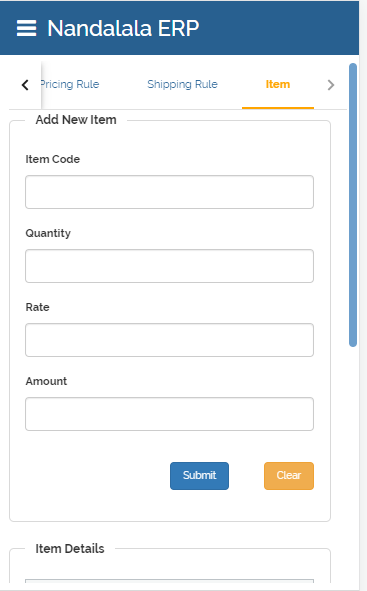 Nandalala ERP
Pricing Rule Shipping Rule Item
Add New Item
Item Code
Quantity
Rate
Amount
Submit Clear
Item Details